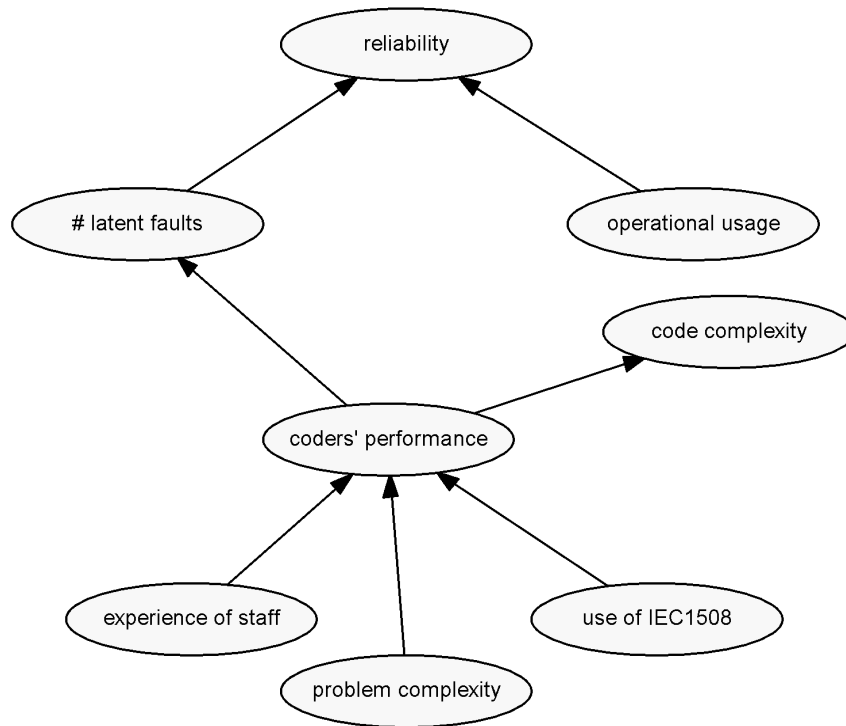 reliability
# latent faults
operational usage
code complexity
coders' performance
experience of staff
use of IEC1508
problem complexity